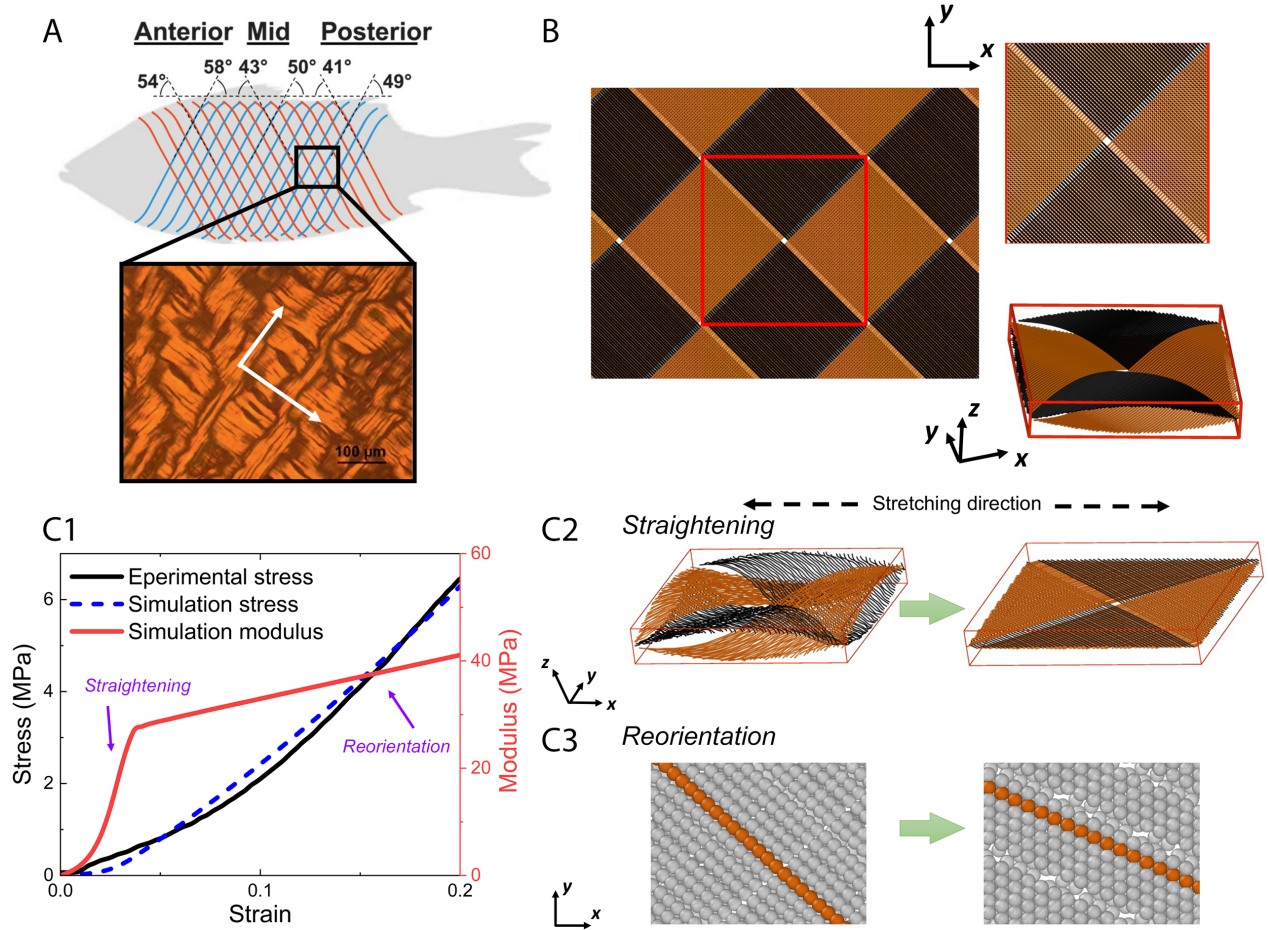 A
Anterior Mid Posterior
54° 58° 43° 50° 41° 49°
100 µm
B
y
x
z
y
x
C1
Eperimental stress
Simulation stress
Simulation modulus
Straightening
Reorientation
Stress (MPa)
6
4
2
0
0.0 0.1 0.2
Strain
60
40
20
0
Modulus (MPa)
Stretching direction
C2 Straightening
z
y
x
C3 Reorientation
y
x